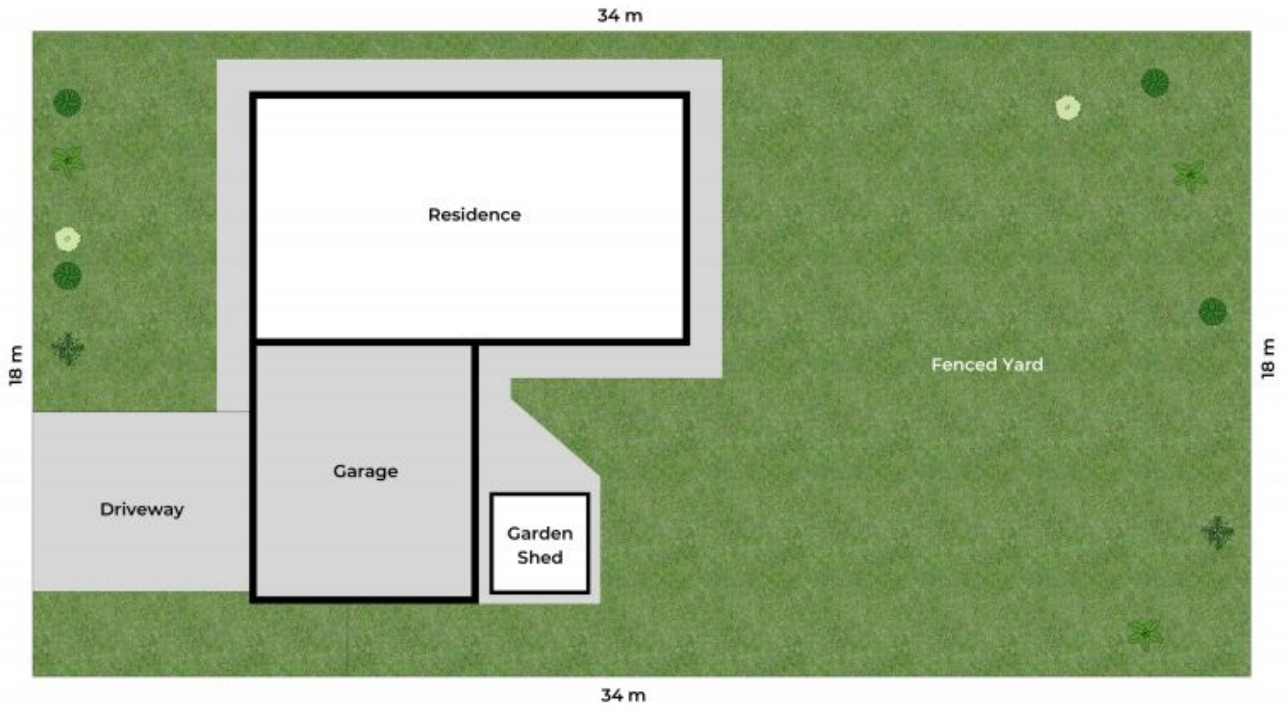 34 m
Residence
18 m
Fenced Yard
18 m
Garage
Driveway
Garden
Shed
34 m